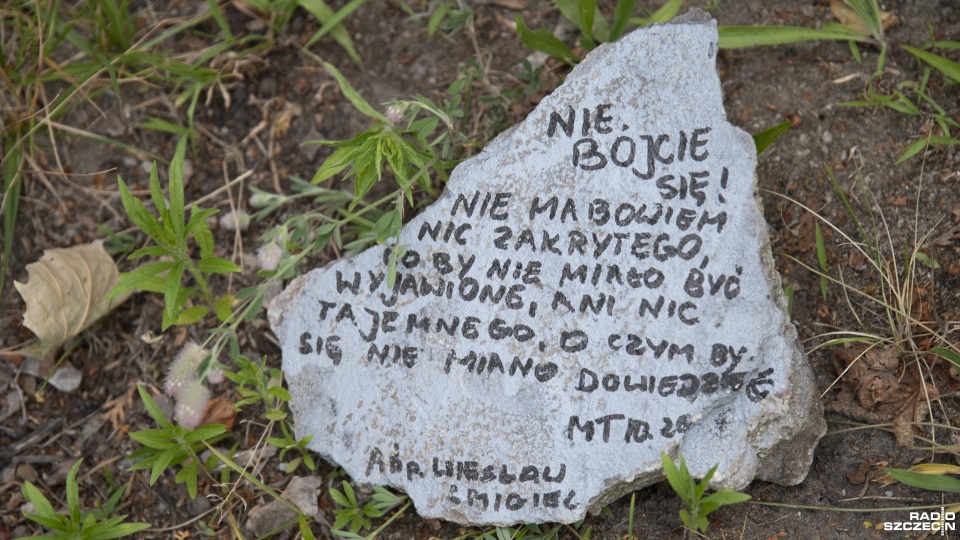 NIE.
BÓJCIE
SIĘ!
NIE MA BOWIEM
NIC ZAKRYTEGO,
CO BY NIE MIAŁO BYĆ
WYJAWIONE, ANI NIC
TAJEMNEGO, O CZYM BY
SIĘ NIE MIANO DOWIEDZIEĆ
MT 10.26
Abp. WIESŁAW
ŚMIGIEL
RADIO
SZCZECIN